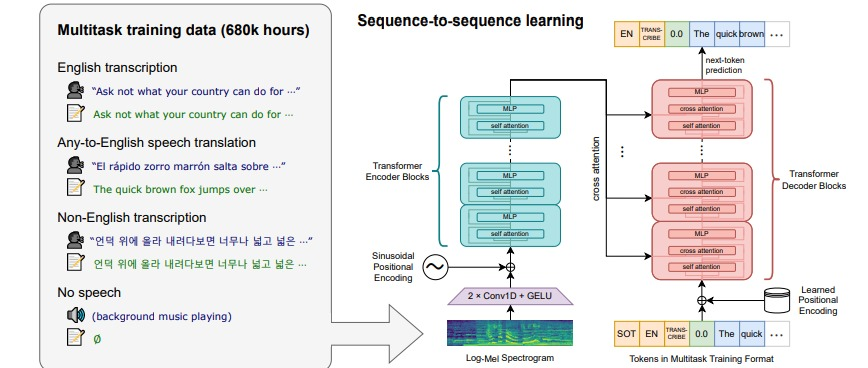 Multitask training data (680k hours)
English transcription
“Ask not what your country can do for ⋯”
Ask not what your country can do for ⋯
Any-to-English speech translation
“El rápido zorro marrón salta sobre ⋯”
The quick brown fox jumps over ⋯
Non-English transcription
“언덕 위에 올라 내려다보면 너무나 넓고 넓은 ⋯”
언덕 위에 올라 내려다보면 너무나 넓고 넓은 ⋯
No speech
(background music playing)
∅
Sequence-to-sequence learning
EN TRANS-CRIBE 0.0 The quick brown ⋯
next-token
prediction
MLP
self attention
⋯
MLP
self attention
MLP
self attention
Transformer
Encoder Blocks
cross attention
⋯
MLP
cross attention
self attention
⋯
MLP
cross attention
self attention
MLP
cross attention
self attention
Transformer
Decoder Blocks
Sinusoidal
Positional
Encoding
2 × Conv1D + GELU
Log-Mel Spectrogram
Learned
Positional
Encoding
SOT EN TRANS-CRIBE 0.0 The quick ⋯
Tokens in Multitask Training Format